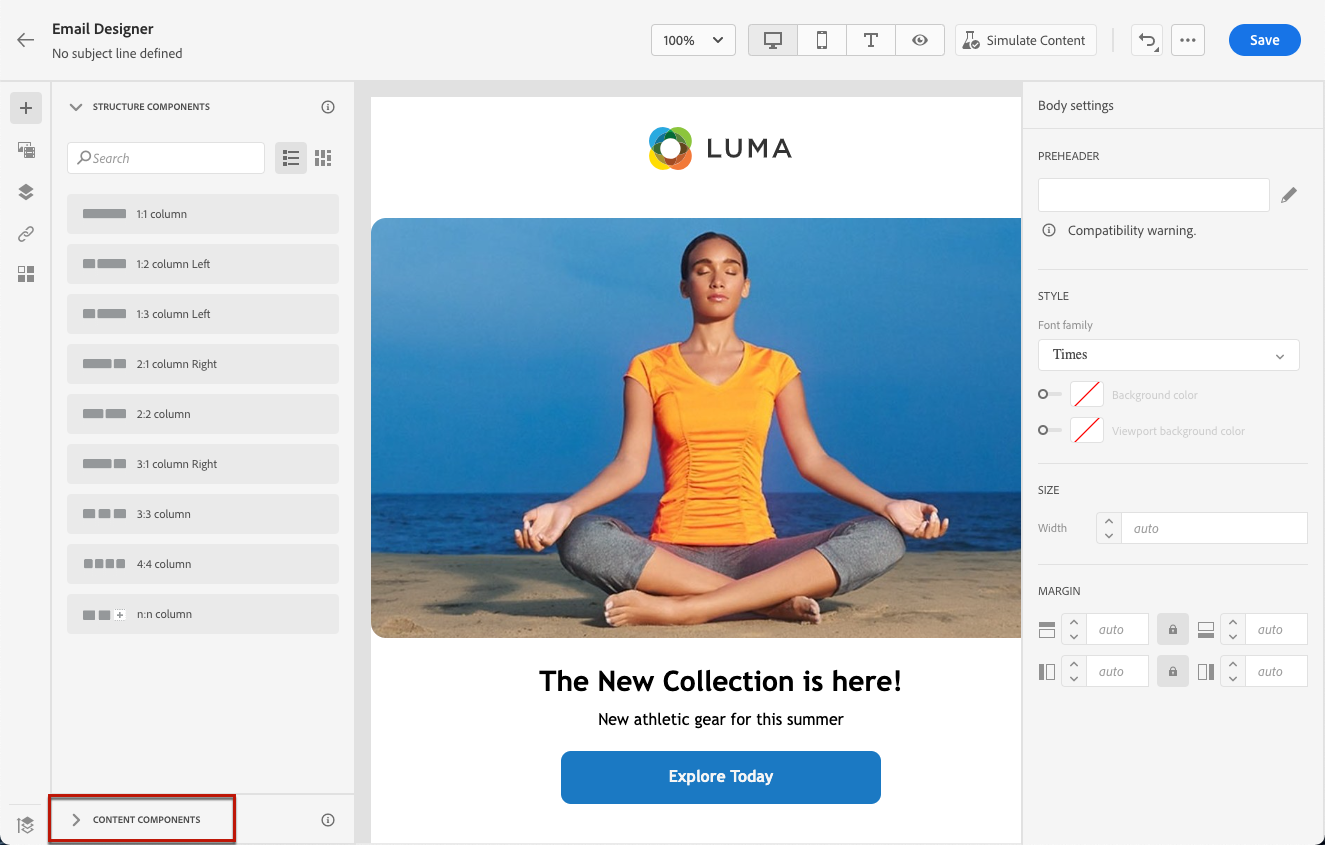 Email Designer
No subject line defined
100%
Simulate Content
Save
STRUCTURE COMPONENTS
Search
1:1 column
1:2 column Left
1:3 column Left
2:1 column Right
2:2 column
3:1 column Right
3:3 column
4:4 column
n:n column
CONTENT COMPONENTS
LUMA
The New Collection is here!
New athletic gear for this summer
Explore Today
Body settings
PREHEADER
Compatibility warning.
STYLE
Font family
Times
Background color
Viewport background color
SIZE
Width auto
MARGIN
auto auto
auto auto